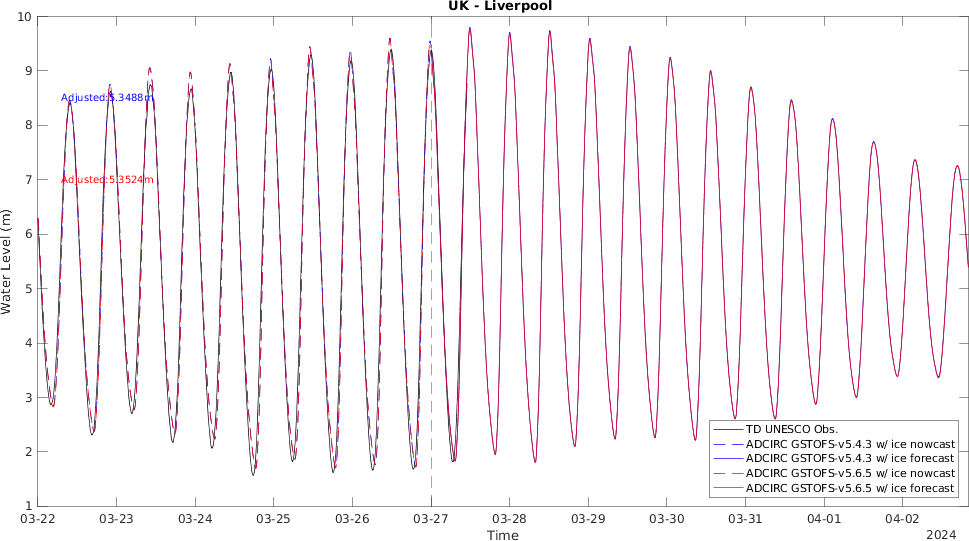 UK - Liverpool
10
9
8
7
6
5
4
3
2
1
Water Level (m)
Adjusted:5.3488m
Adjusted:5.3524m
TD UNESCO Obs.
ADCIRC GSTOFS-v5.4.3 w/ ice nowcast
ADCIRC GSTOFS-v5.4.3 w/ ice forecast
ADCIRC GSTOFS-v5.6.5 w/ ice nowcast
ADCIRC GSTOFS-v5.6.5 w/ ice forecast
03-22 03-23 03-24 03-25 03-26 03-27 03-28 03-29 03-30 03-31 04-01 04-02
Time
2024